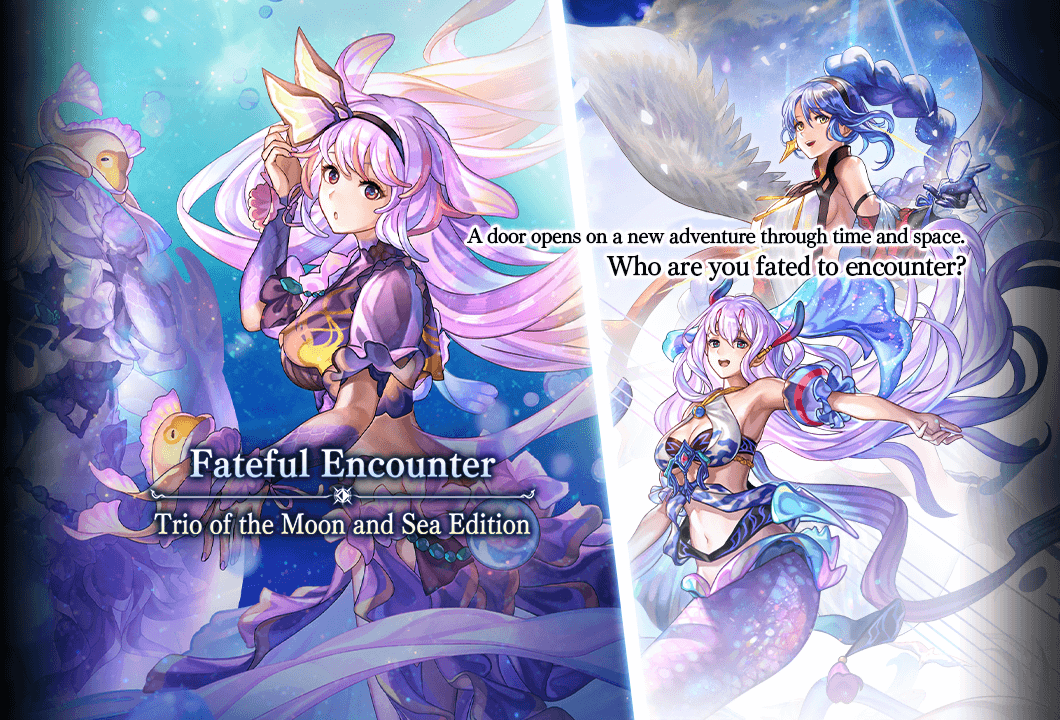 A door opens on a new adventure through time and space.
Who are you fated to encounter?
Fateful Encounter
Trio of the Moon and Sea Edition